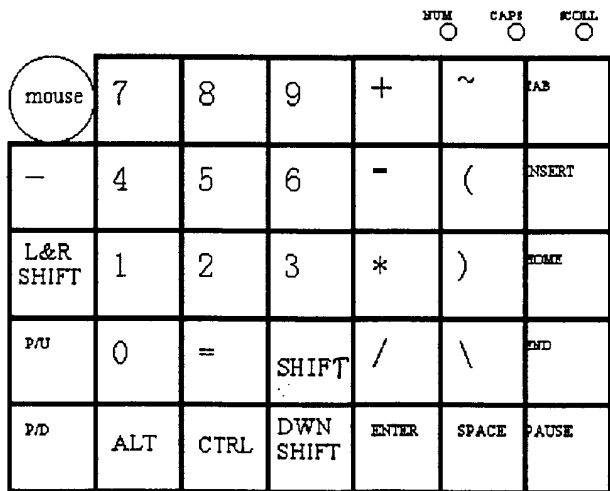 NUM CAPS SCOLL
mouse 7 8 9 + ~ TAB
— 4 5 6 - ( INSERT
L&R
SHIFT 1 2 3 * ) HOME
P/U 0 = SHIFT / \ END
P/D ALT CTRL DWN
SHIFT ENTER SPACE PAUSE